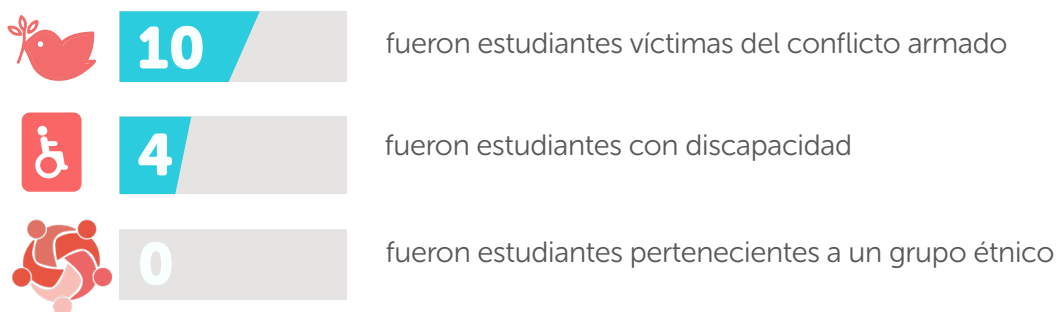 10 fueron estudiantes víctimas del conflicto armado
4 fueron estudiantes con discapacidad
0 fueron estudiantes pertenecientes a un grupo étnico